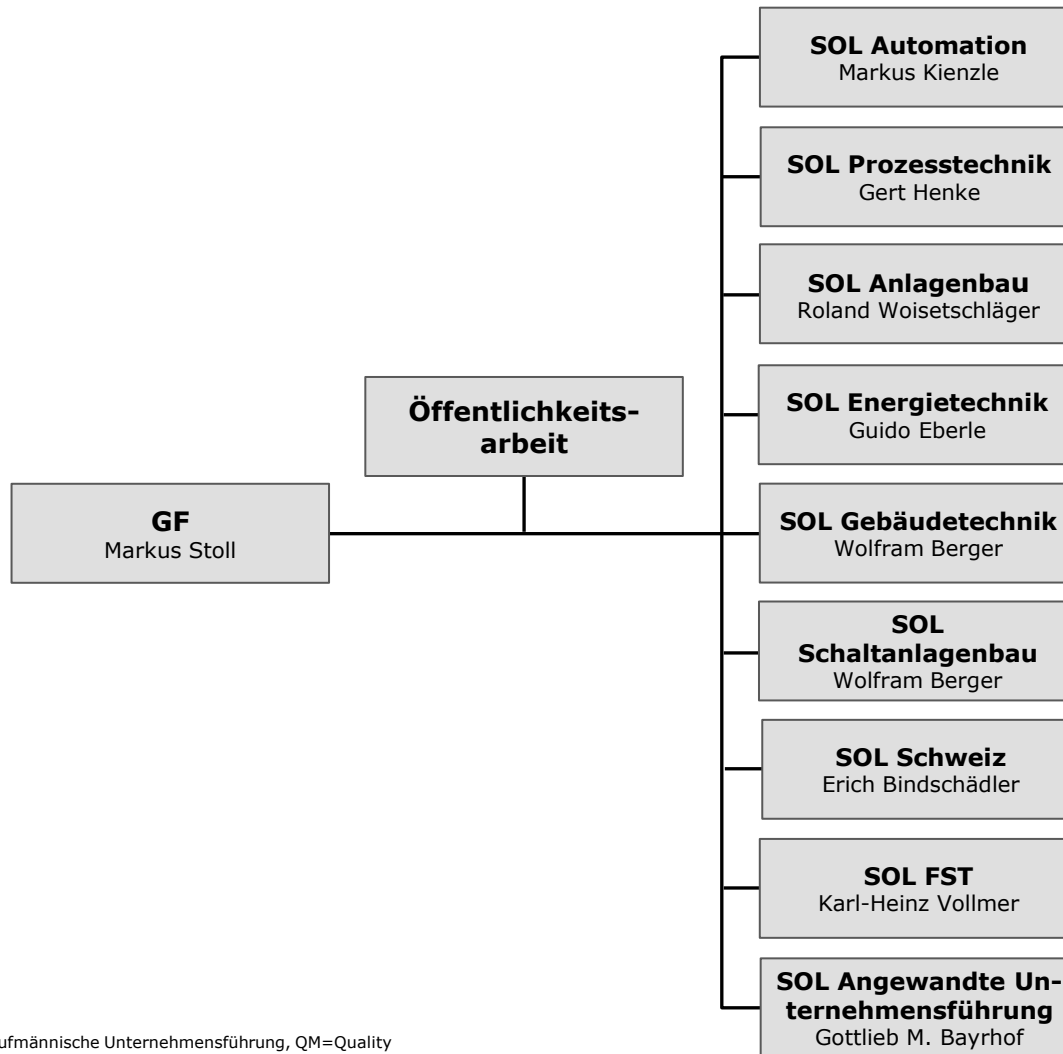 SOL Automation
Markus Kienzle
SOL Prozesstechnik
Gert Henke
SOL Anlagenbau
Roland Woisetschläger
Öffentlichkeits-
arbeit
SOL Energietechnik
Guido Eberle
GF
Markus Stoll
SOL Gebäudetechnik
Wolfram Berger
SOL
Schaltanlagenbau
Wolfram Berger
SOL Schweiz
Erich Bindschädler
SOL FST
Karl-Heinz Vollmer
SOL Angewandte Un-
ternehmensführung
Gottlieb M. Bayrhof
ufmännische Unternehmensführung, QM=Quality